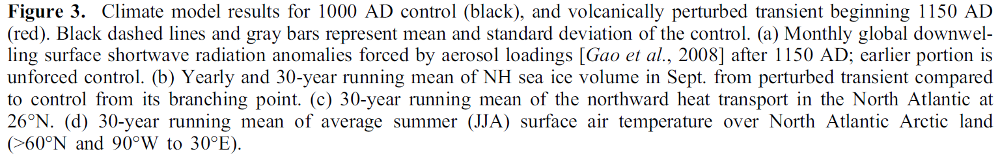 Figure 3. Climate model results for 1000 AD control (black), and volcanically perturbed transient beginning 1150 AD
(red). Black dashed lines and gray bars represent mean and standard deviation of the control. (a) Monthly global downwel-
ling surface shortwave radiation anomalies forced by aerosol loadings [Gao et al., 2008] after 1150 AD; earlier portion is
unforced control. (b) Yearly and 30-year running mean of NH sea ice volume in Sept. from perturbed transient compared
to control from its branching point. (c) 30-year running mean of the northward heat transport in the North Atlantic at
26°N. (d) 30-year running mean of average summer (JJA) surface air temperature over North Atlantic Arctic land
(>60°N and 90°W to 30°E).